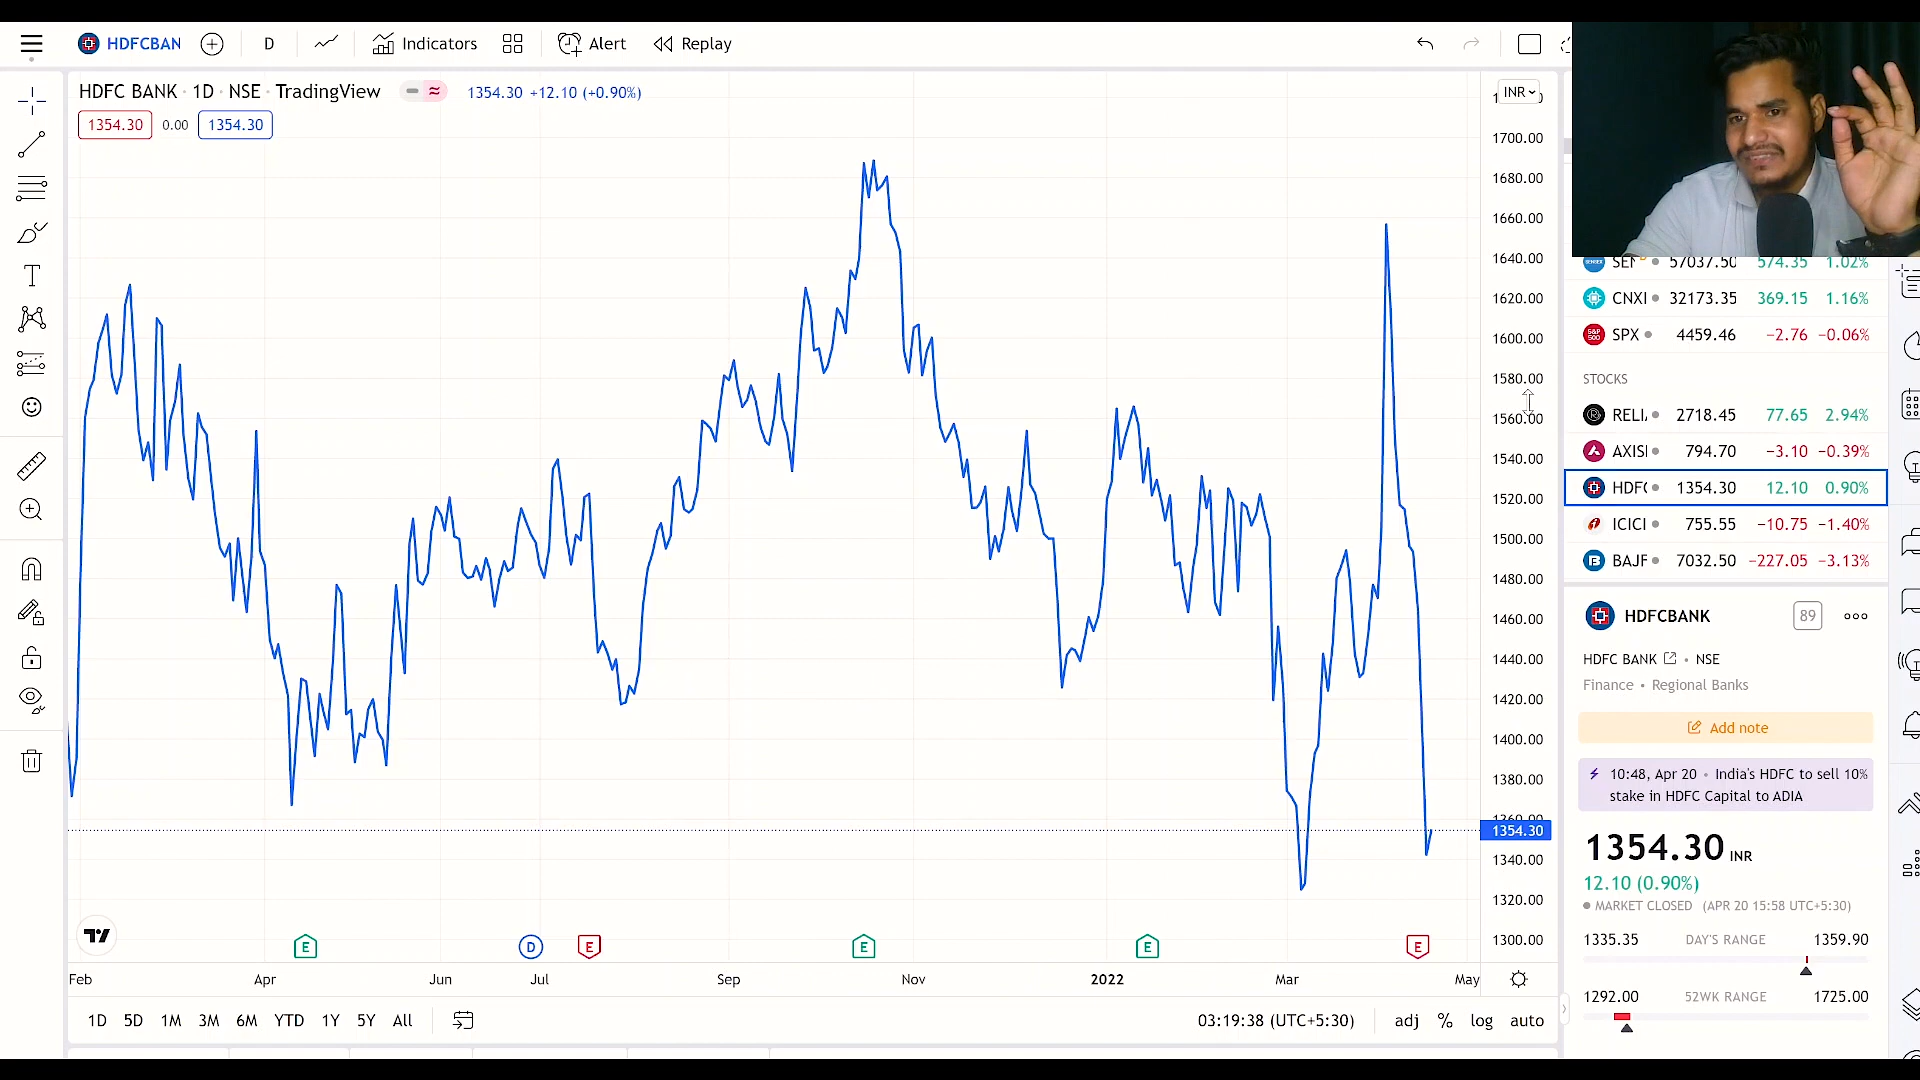 HDFCBAN D Indicators Alert Replay
HDFC BANK · 1D · NSE · TradingView 1354.30 +12.10 (+0.90%)
1354.30 0.00 1354.30
INR
1700.00
1680.00
1660.00
1640.00
1620.00
1600.00
1580.00
1560.00
1540.00
1520.00
1500.00
1480.00
1460.00
1440.00
1420.00
1400.00
1380.00
1360.00
1354.30
1340.00
1320.00
1300.00
E D E E E E
Feb Apr Jun Jul Sep Nov 2022 Mar May
1D 5D 1M 3M 6M YTD 1Y 5Y All 03:19:38 (UTC+5:30) adj % log auto
57037.50 574.35 1.02%
CNXI 32173.35 369.15 1.16%
SPX 4459.46 −2.76 −0.06%
STOCKS
RELI 2718.45 77.65 2.94%
AXISI 794.70 −3.10 −0.39%
HDFC 1354.30 12.10 0.90%
ICICI 755.55 −10.75 −1.40%
BAJF 7032.50 −227.05 −3.13%
HDFCBANK 89
HDFC BANK • NSE
Finance • Regional Banks
Add note
10:48, Apr 20 • India's HDFC to sell 10%
stake in HDFC Capital to ADIA
1354.30 INR
12.10 (0.90%)
MARKET CLOSED (APR 20 15:58 UTC+5:30)
1335.35 DAY'S RANGE 1359.90
1292.00 52WK RANGE 1725.00